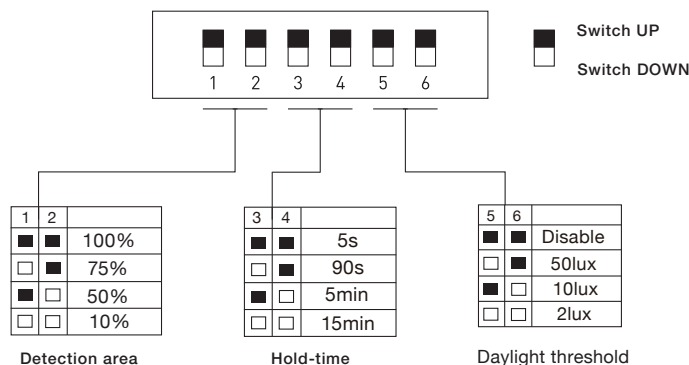 Switch UP
Switch DOWN
1 2 3 4 5 6
1 2
100%
75%
50%
10%
Detection area
3 4
5s
90s
5min
15min
Hold-time
5 6
Disable
50lux
10lux
2lux
Daylight threshold